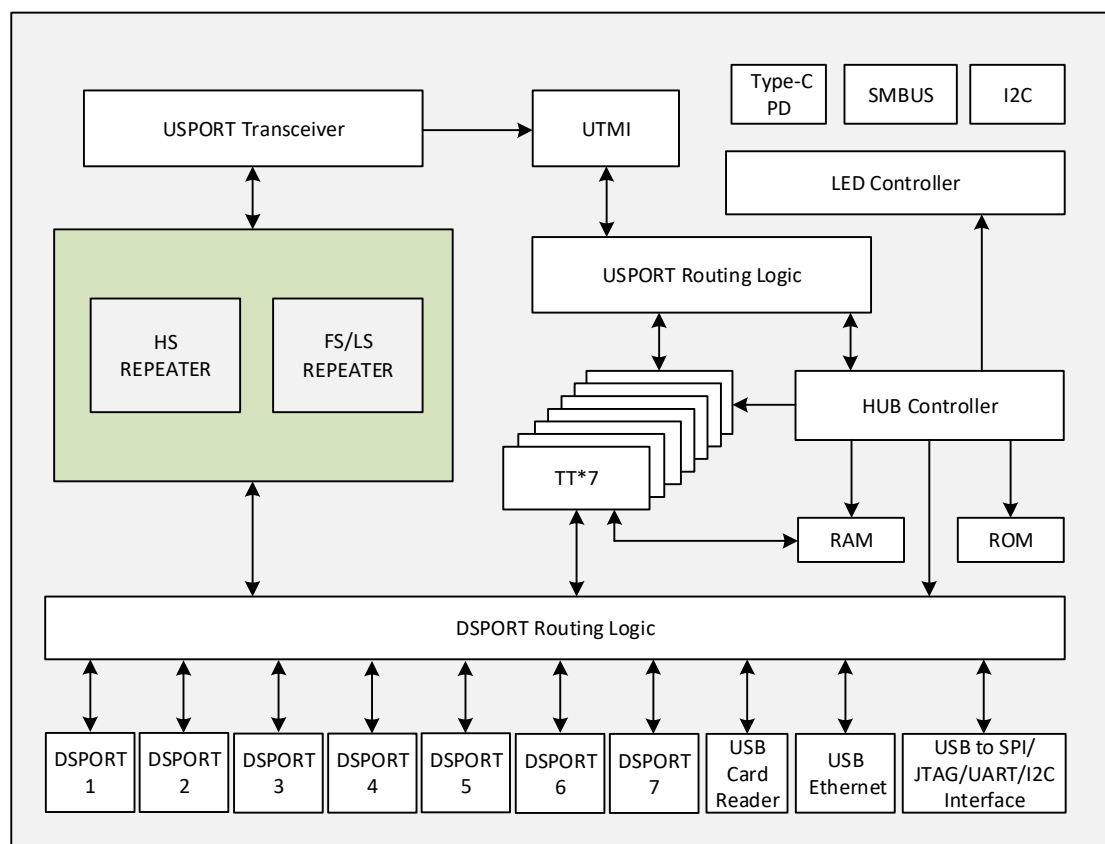 Type-C
PD
SMBUS
I2C
USPORT Transceiver
UTMI
LED Controller
USPORT Routing Logic
HS
REPEATER
FS/LS
REPEATER
HUB Controller
TT*7
RAM
ROM
DSPORT Routing Logic
DSPORT
1
DSPORT
2
DSPORT
3
DSPORT
4
DSPORT
5
DSPORT
6
DSPORT
7
USB
Card
Reader
USB
Ethernet
USB to SPI/
JTAG/UART/I2C
Interface